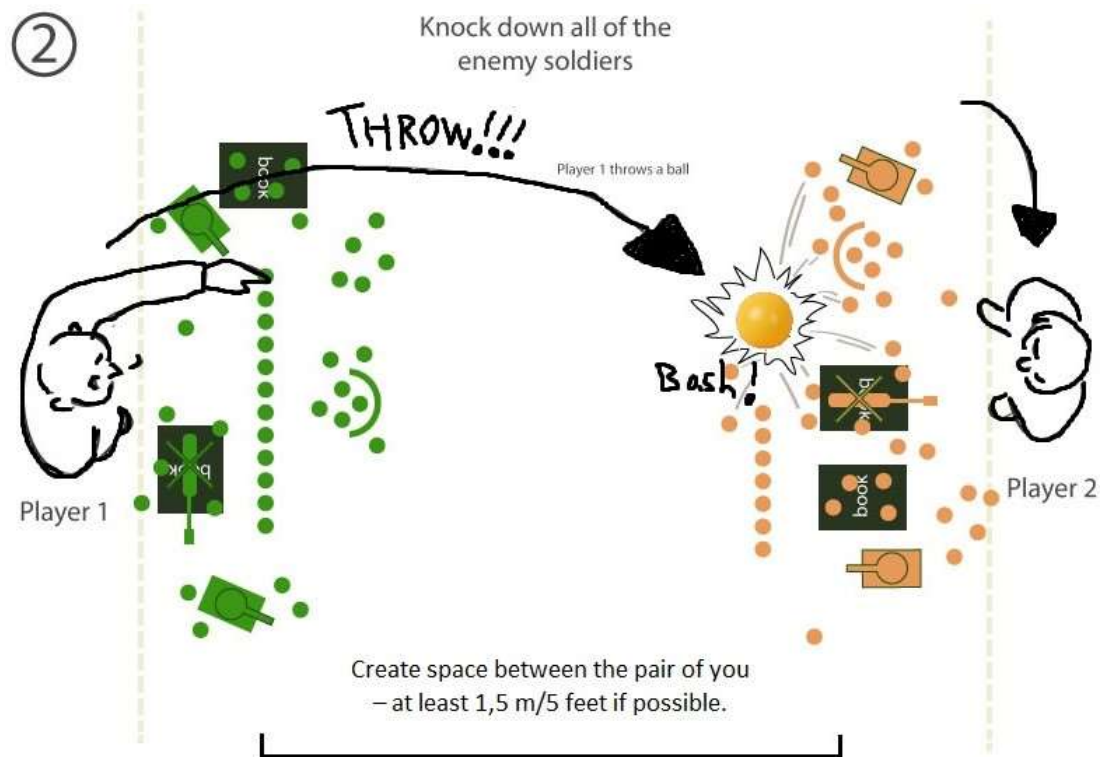 2
Knock down all of the
enemy soldiers
THROW!!!
Player 1 throws a ball
book
Bash!
book
book
book
Player 1
Player 2
Create space between the pair of you
– at least 1,5 m/5 feet if possible.